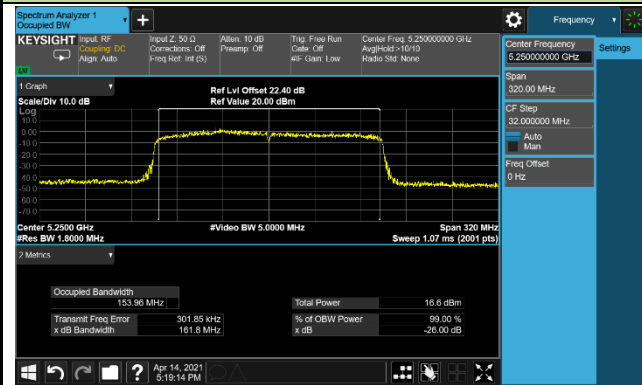 Spectrum Analyzer 1
Occupied BW
Frequency
KEYSIGHT Input: RF
Coupling: DC
Align: Auto
Input Z: 50 Ω
Corrections: Off
Freq Ref: Int (S)
Atten: 10 dB
Preamp: Off
Trig: Free Run
Gate: Off
#IF Gain: Low
Center Freq: 5.250000000 GHz
Avg|Hold:>10/10
Radio Std: None
LXI
Center Frequency
5.250000000 GHz
Settings
Span
320.00 MHz
CF Step
32.000000 MHz
Auto
Man
Freq Offset
0 Hz
1 Graph
Scale/Div 10.0 dB
Ref Lvl Offset 22.40 dB
Ref Value 20.00 dBm
Log
10.0
0.00
-10.0
-20.0
-30.0
-40.0
-50.0
-60.0
-70.0
Center 5.2500 GHz
#Res BW 1.8000 MHz
#Video BW 5.0000 MHz
Span 320 MHz
Sweep 1.07 ms (2001 pts)
2 Metrics
Occupied Bandwidth
153.96 MHz
Total Power 16.6 dBm
Transmit Freq Error 301.85 kHz
% of OBW Power 99.00 %
x dB Bandwidth 161.8 MHz
x dB -26.00 dB
?
Apr 14, 2021
5:19:14 PM